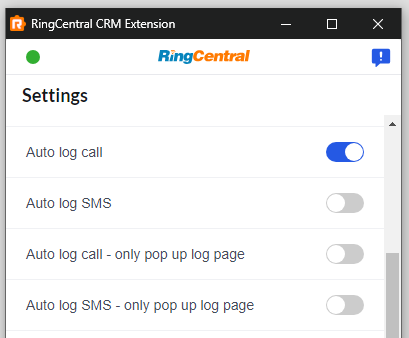 RingCentral CRM Extension
RingCentral
Settings
Auto log call
Auto log SMS
Auto log call - only pop up log page
Auto log SMS - only pop up log page